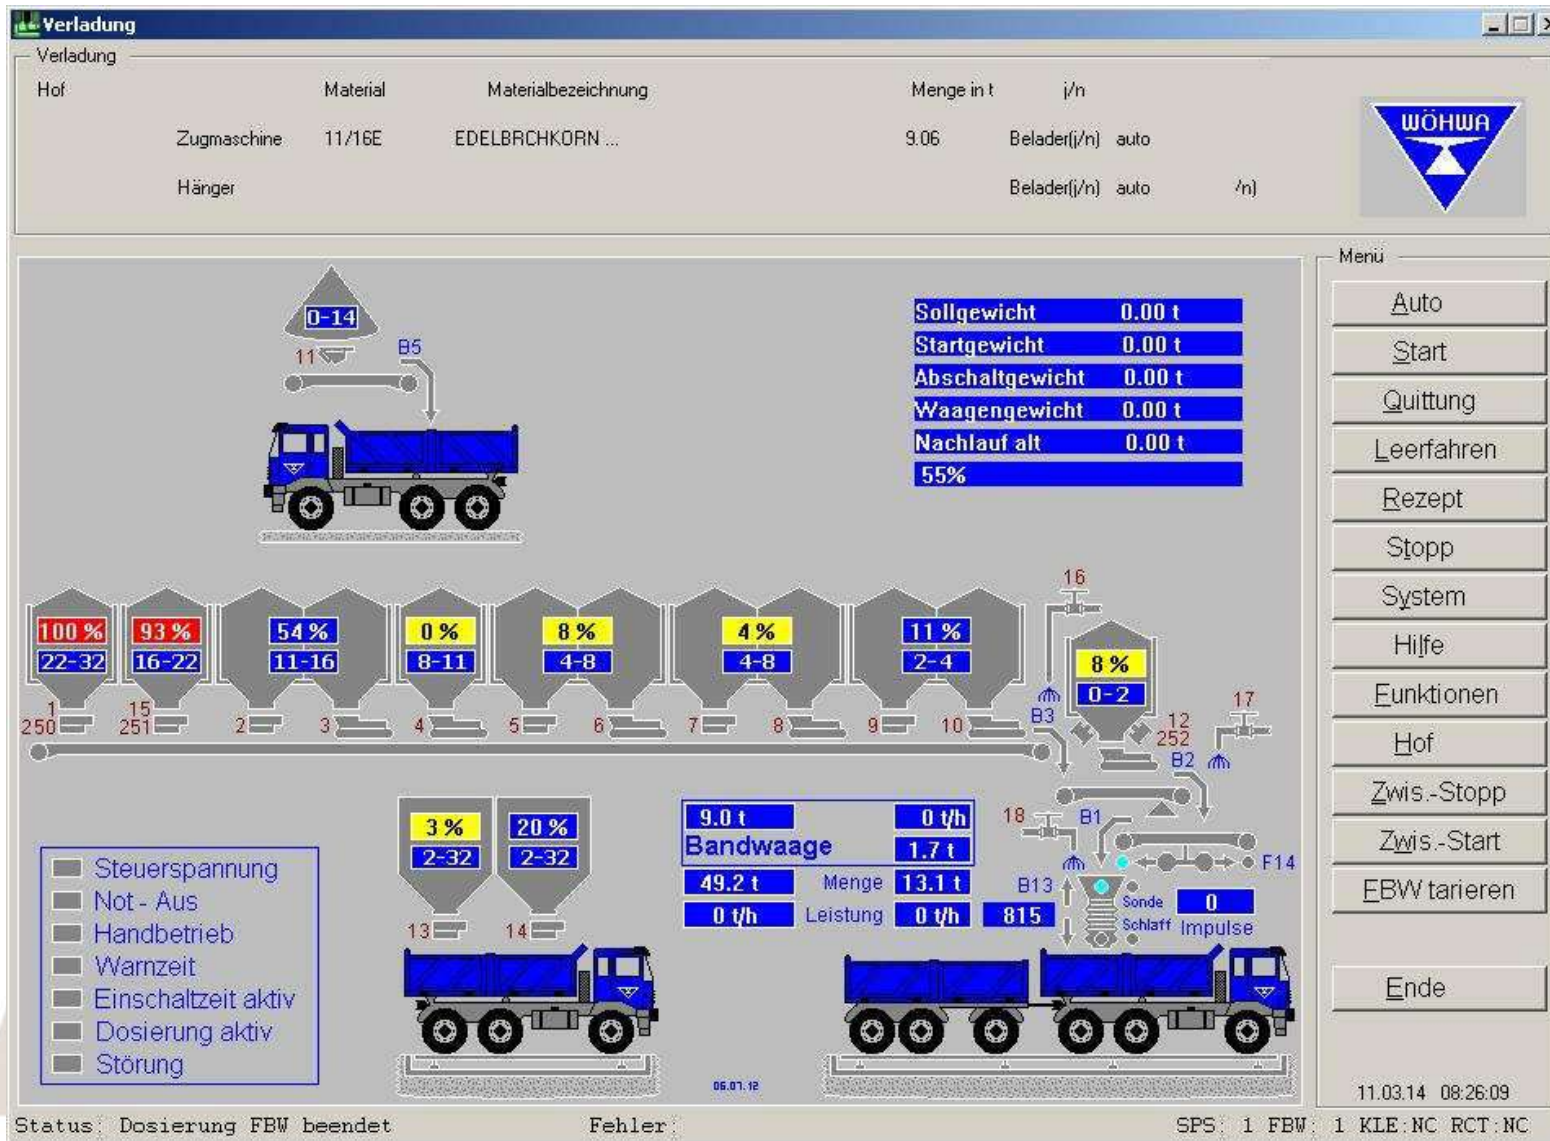 Verladung
Verladung
Hof Material Materialbezeichnung Menge in t j/n
WÖHWA
Zugmaschine 11/16E EDELBRCHKORN ... 9.06 Belader(j/n) auto
Hänger Belader(j/n) auto /n)
Menü
Auto
Start
Quittung
Leerfahren
Rezept
Stopp
System
Hilfe
Funktionen
Hof
Zwis.-Stopp
Zwis.-Start
FBW tarieren
Ende
0-14
11
B5
Sollgewicht 0.00 t
Startgewicht 0.00 t
Abschaltgewicht 0.00 t
Waagengewicht 0.00 t
Nachlauf alt 0.00 t
55%
16
100 % 93 % 54 % 0 % 8 % 4 % 11 %
22-32 16-22 11-16 8-11 4-8 4-8 2-4
8 %
0-2
1 15
250 251 2 3 4 5 6 7 8 9 10
B3
12
252
17
B2
3 % 20 %
2-32 2-32
13 14
9.0 t 0 t/h
Bandwaage 1.7 t
49.2 t Menge 13.1 t
0 t/h Leistung 0 t/h 815
18
B1
F14
B13
Sonde
Schlaff
0
Impulse
Steuerspannung
Not - Aus
Handbetrieb
Warnzeit
Einschaltzeit aktiv
Dosierung aktiv
Störung
06.07.12
11.03.14 08:26:09
Status: Dosierung FBW beendet Fehler: SPS: 1 FBW: 1 KLE:NC RCT:NC